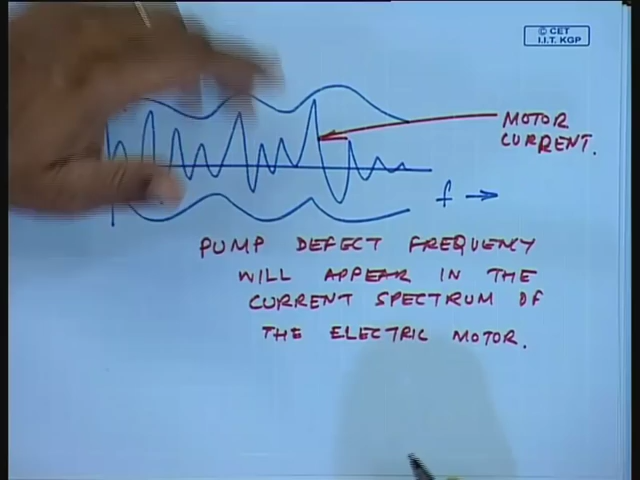 © CET
I.I.T. KGP
MOTOR
CURRENT.
f →
PUMP DEFECT FREQUENCY
WILL APPEAR IN THE
CURRENT SPECTRUM OF
THE ELECTRIC MOTOR.